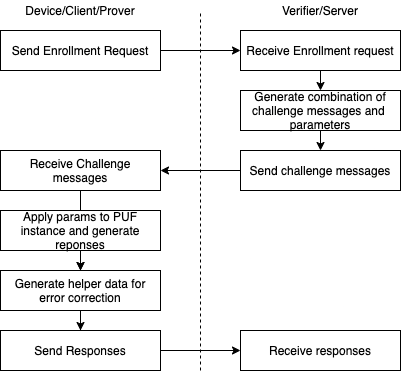 Device/Client/Prover
Verifier/Server
Send Enrollment Request
Receive Enrollment request
Generate combination of
challenge messages and
parameters
Receive Challenge
messages
Send challenge messages
Apply params to PUF
instance and generate
reponses
Generate helper data for
error correction
Send Responses
Receive responses